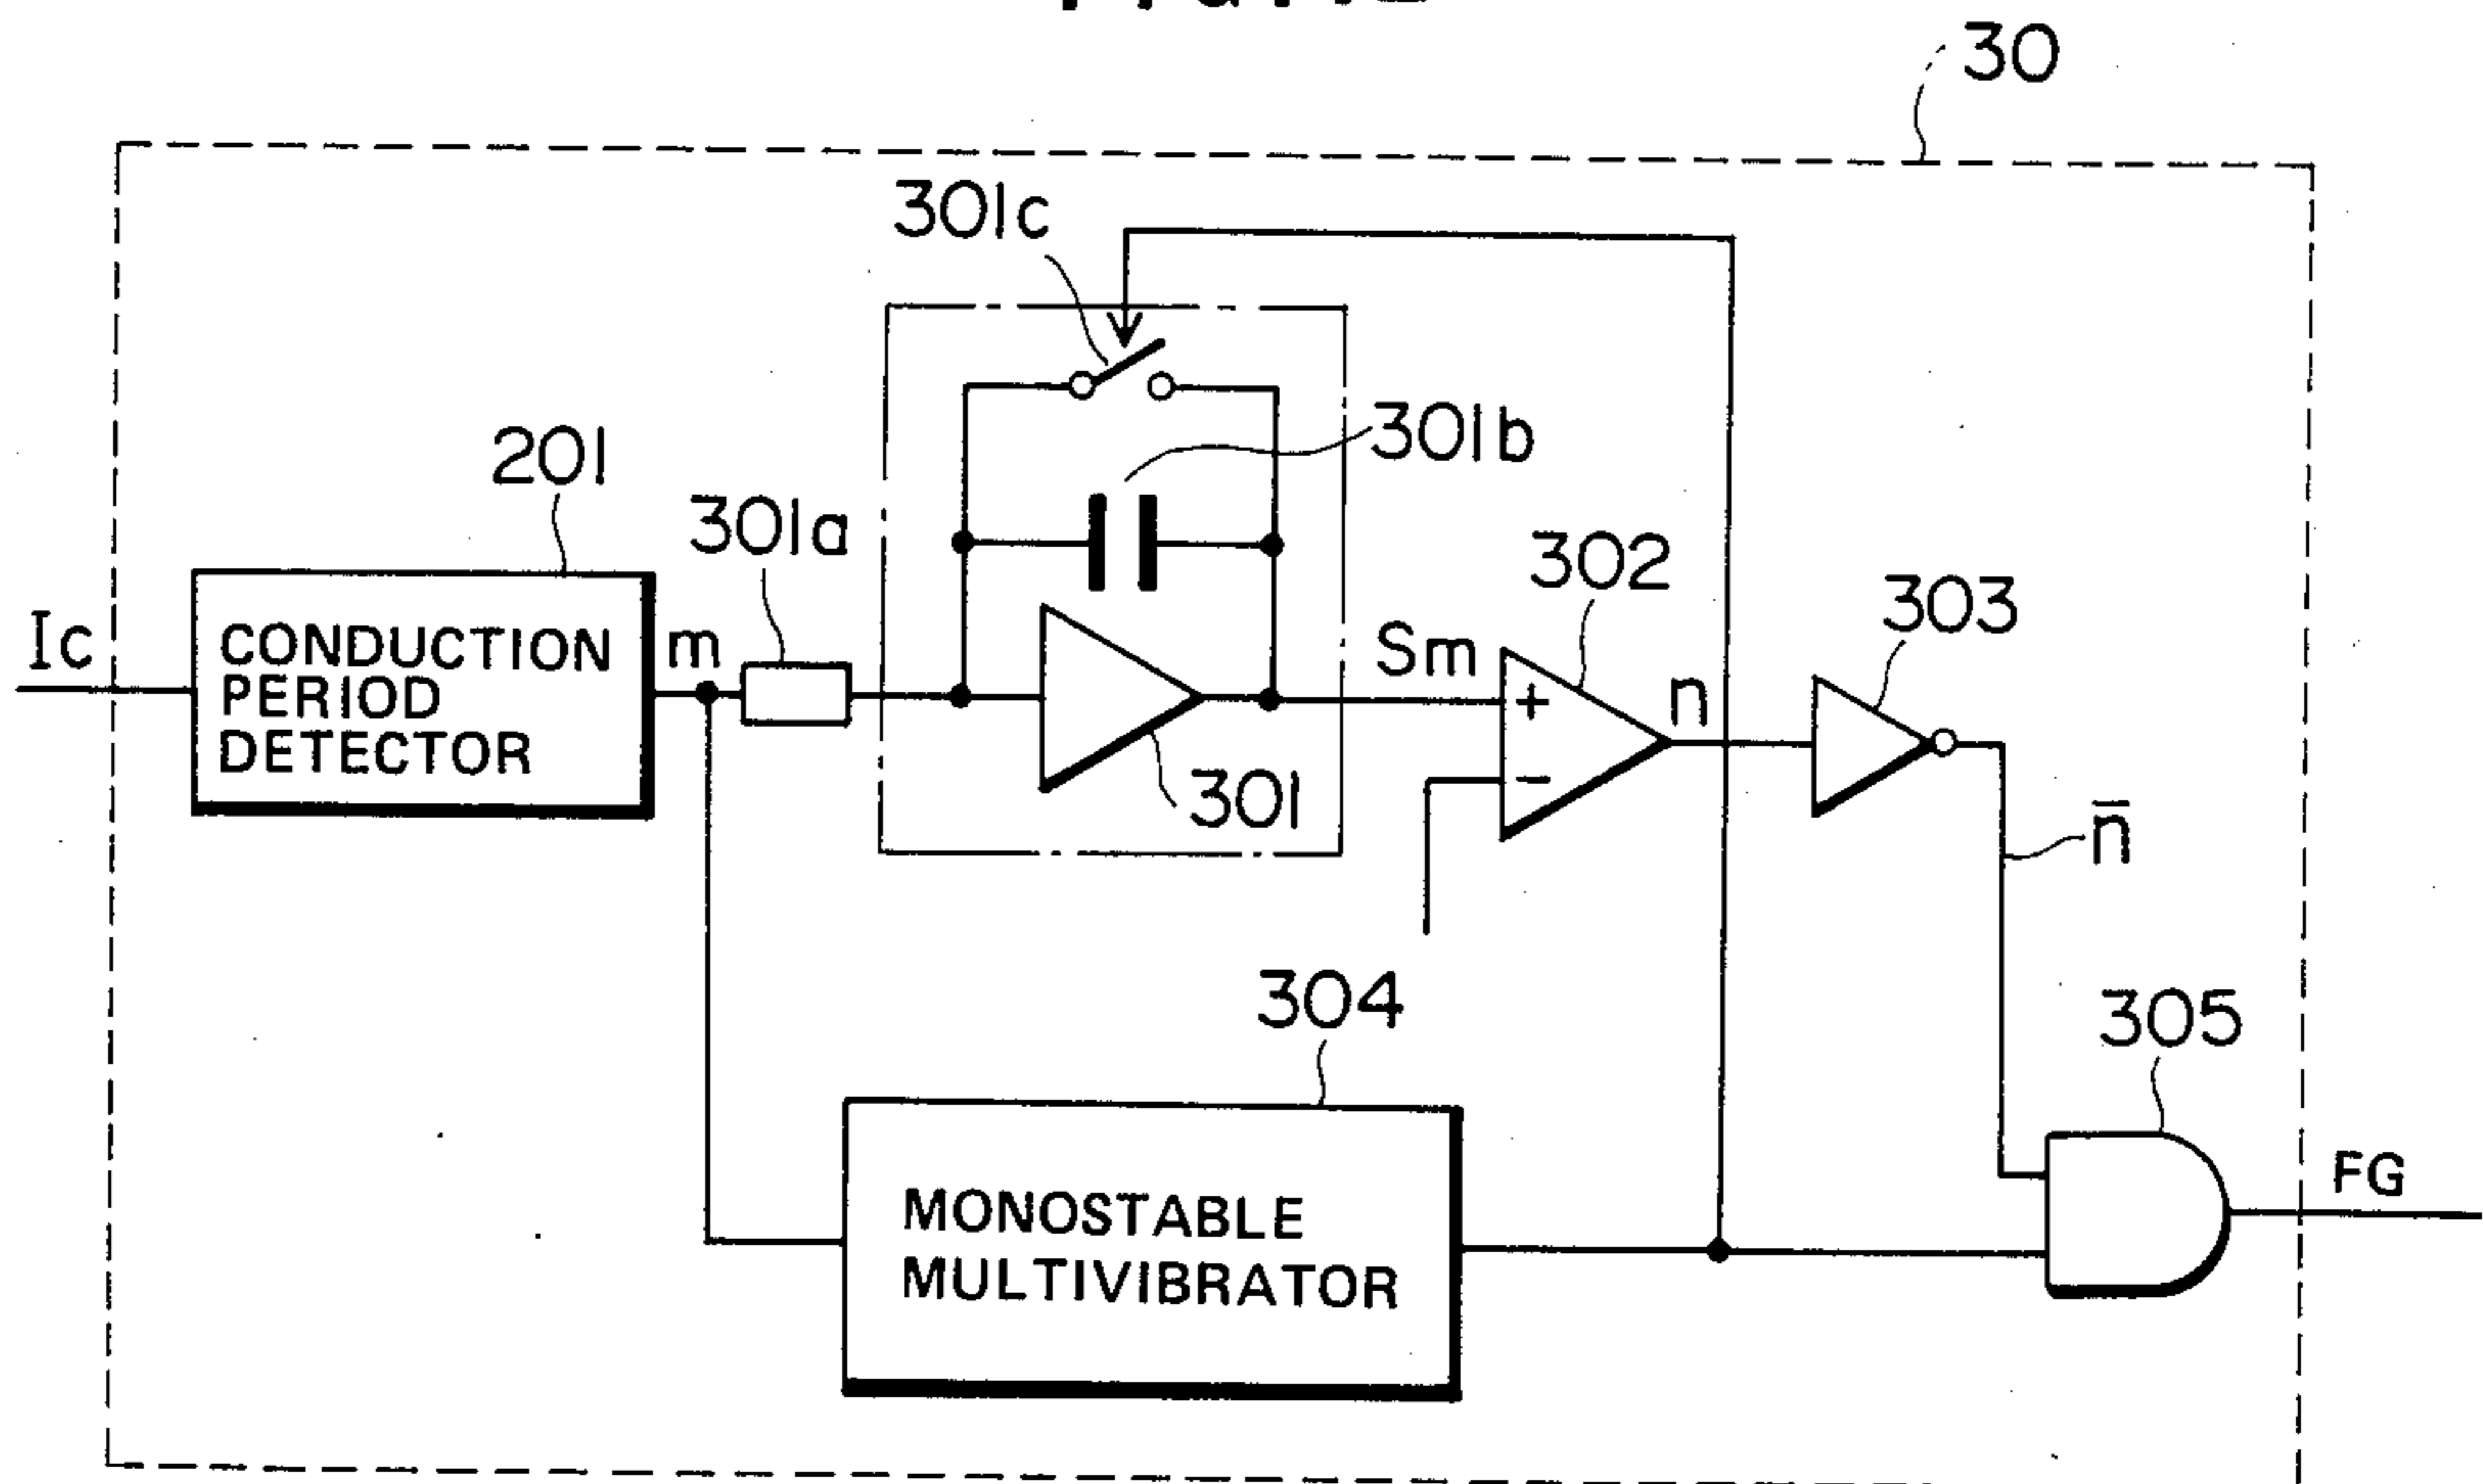 30
301c
301b
201
301a
302
303
Ic
CONDUCTION
PERIOD
DETECTOR
m
Sm
+
−
n
301
n̄
304
305
MONOSTABLE
MULTIVIBRATOR
FG